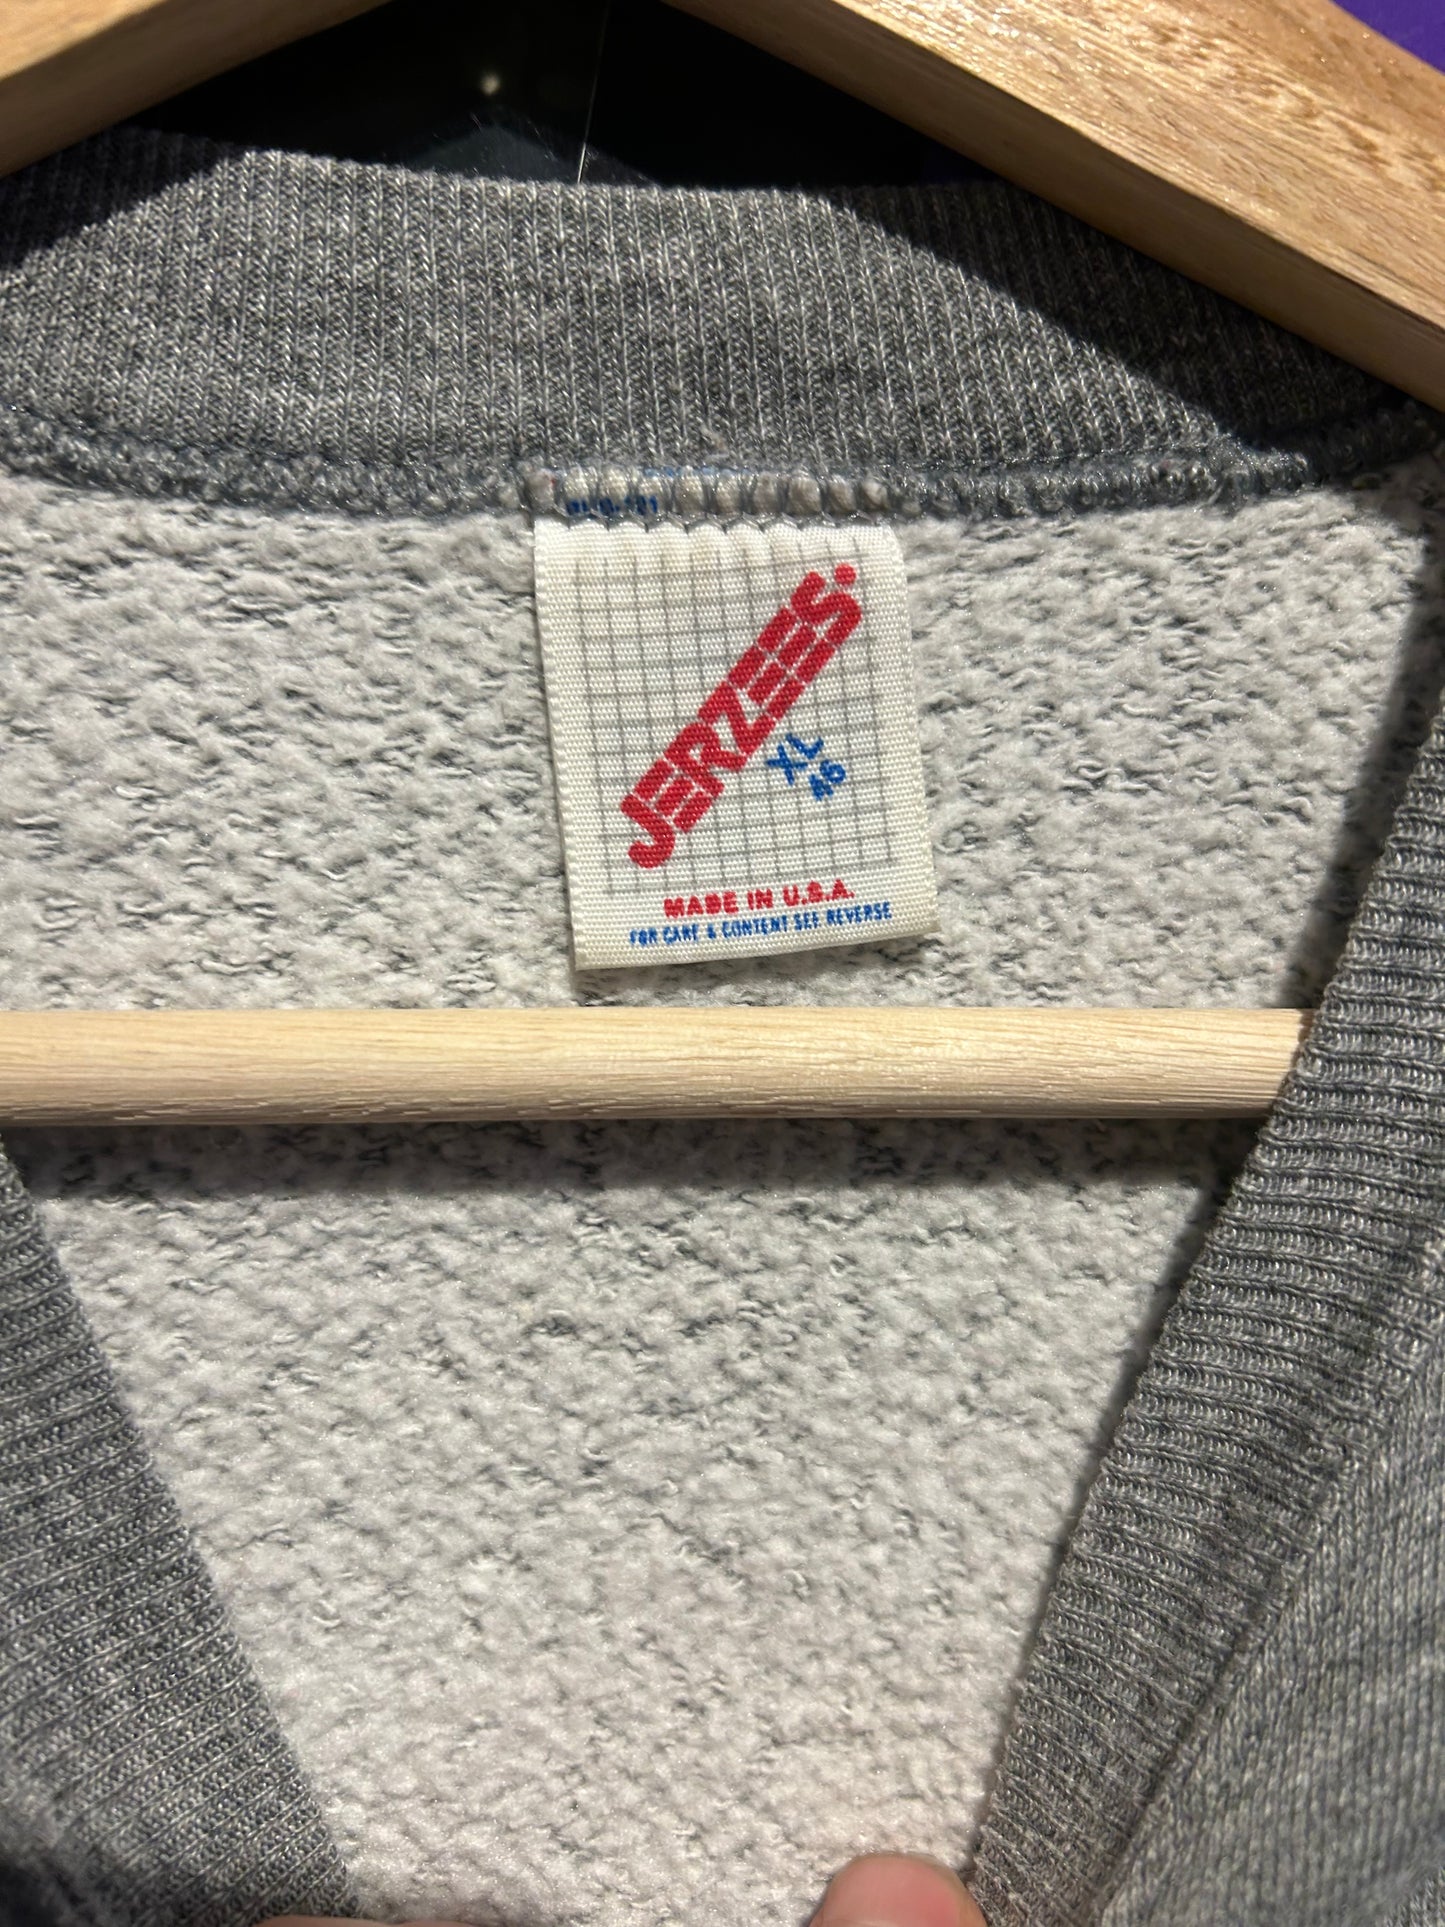 JERZEES
XL
46
MADE IN U.S.A.
FOR CARE & CONTENT SEE REVERSE